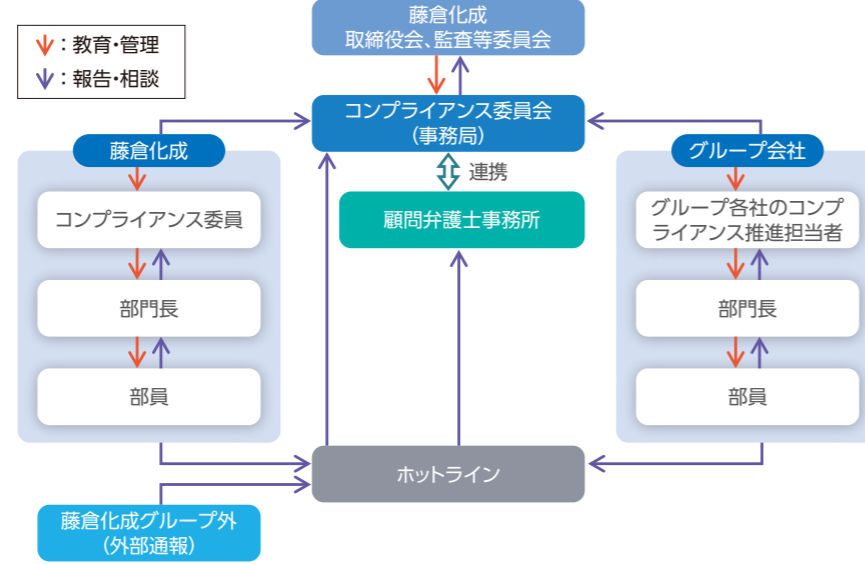 藤倉化成
取締役会、監査等委員会
：教育・管理
：報告・相談
コンプライアンス委員会
（事務局）
連携
顧問弁護士事務所
藤倉化成
コンプライアンス委員
部門長
部員
グループ会社
グループ各社のコンプ
ライアンス推進担当者
部門長
部員
ホットライン
藤倉化成グループ外
（外部通報）